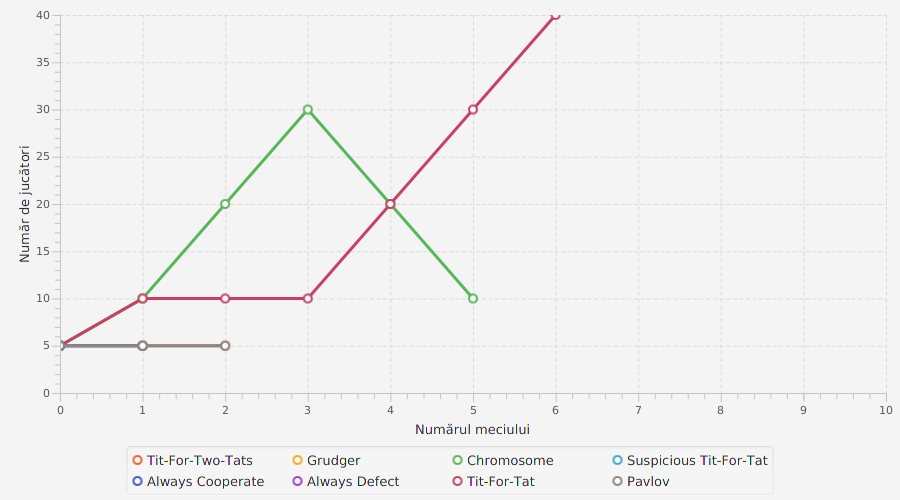 40
35
30
25
20
15
10
5
0
Număr de jucători
0 1 2 3 4 5 6 7 8 9 10
Numărul meciului
Tit-For-Two-Tats Grudger Chromosome Suspicious Tit-For-Tat
Always Cooperate Always Defect Tit-For-Tat Pavlov